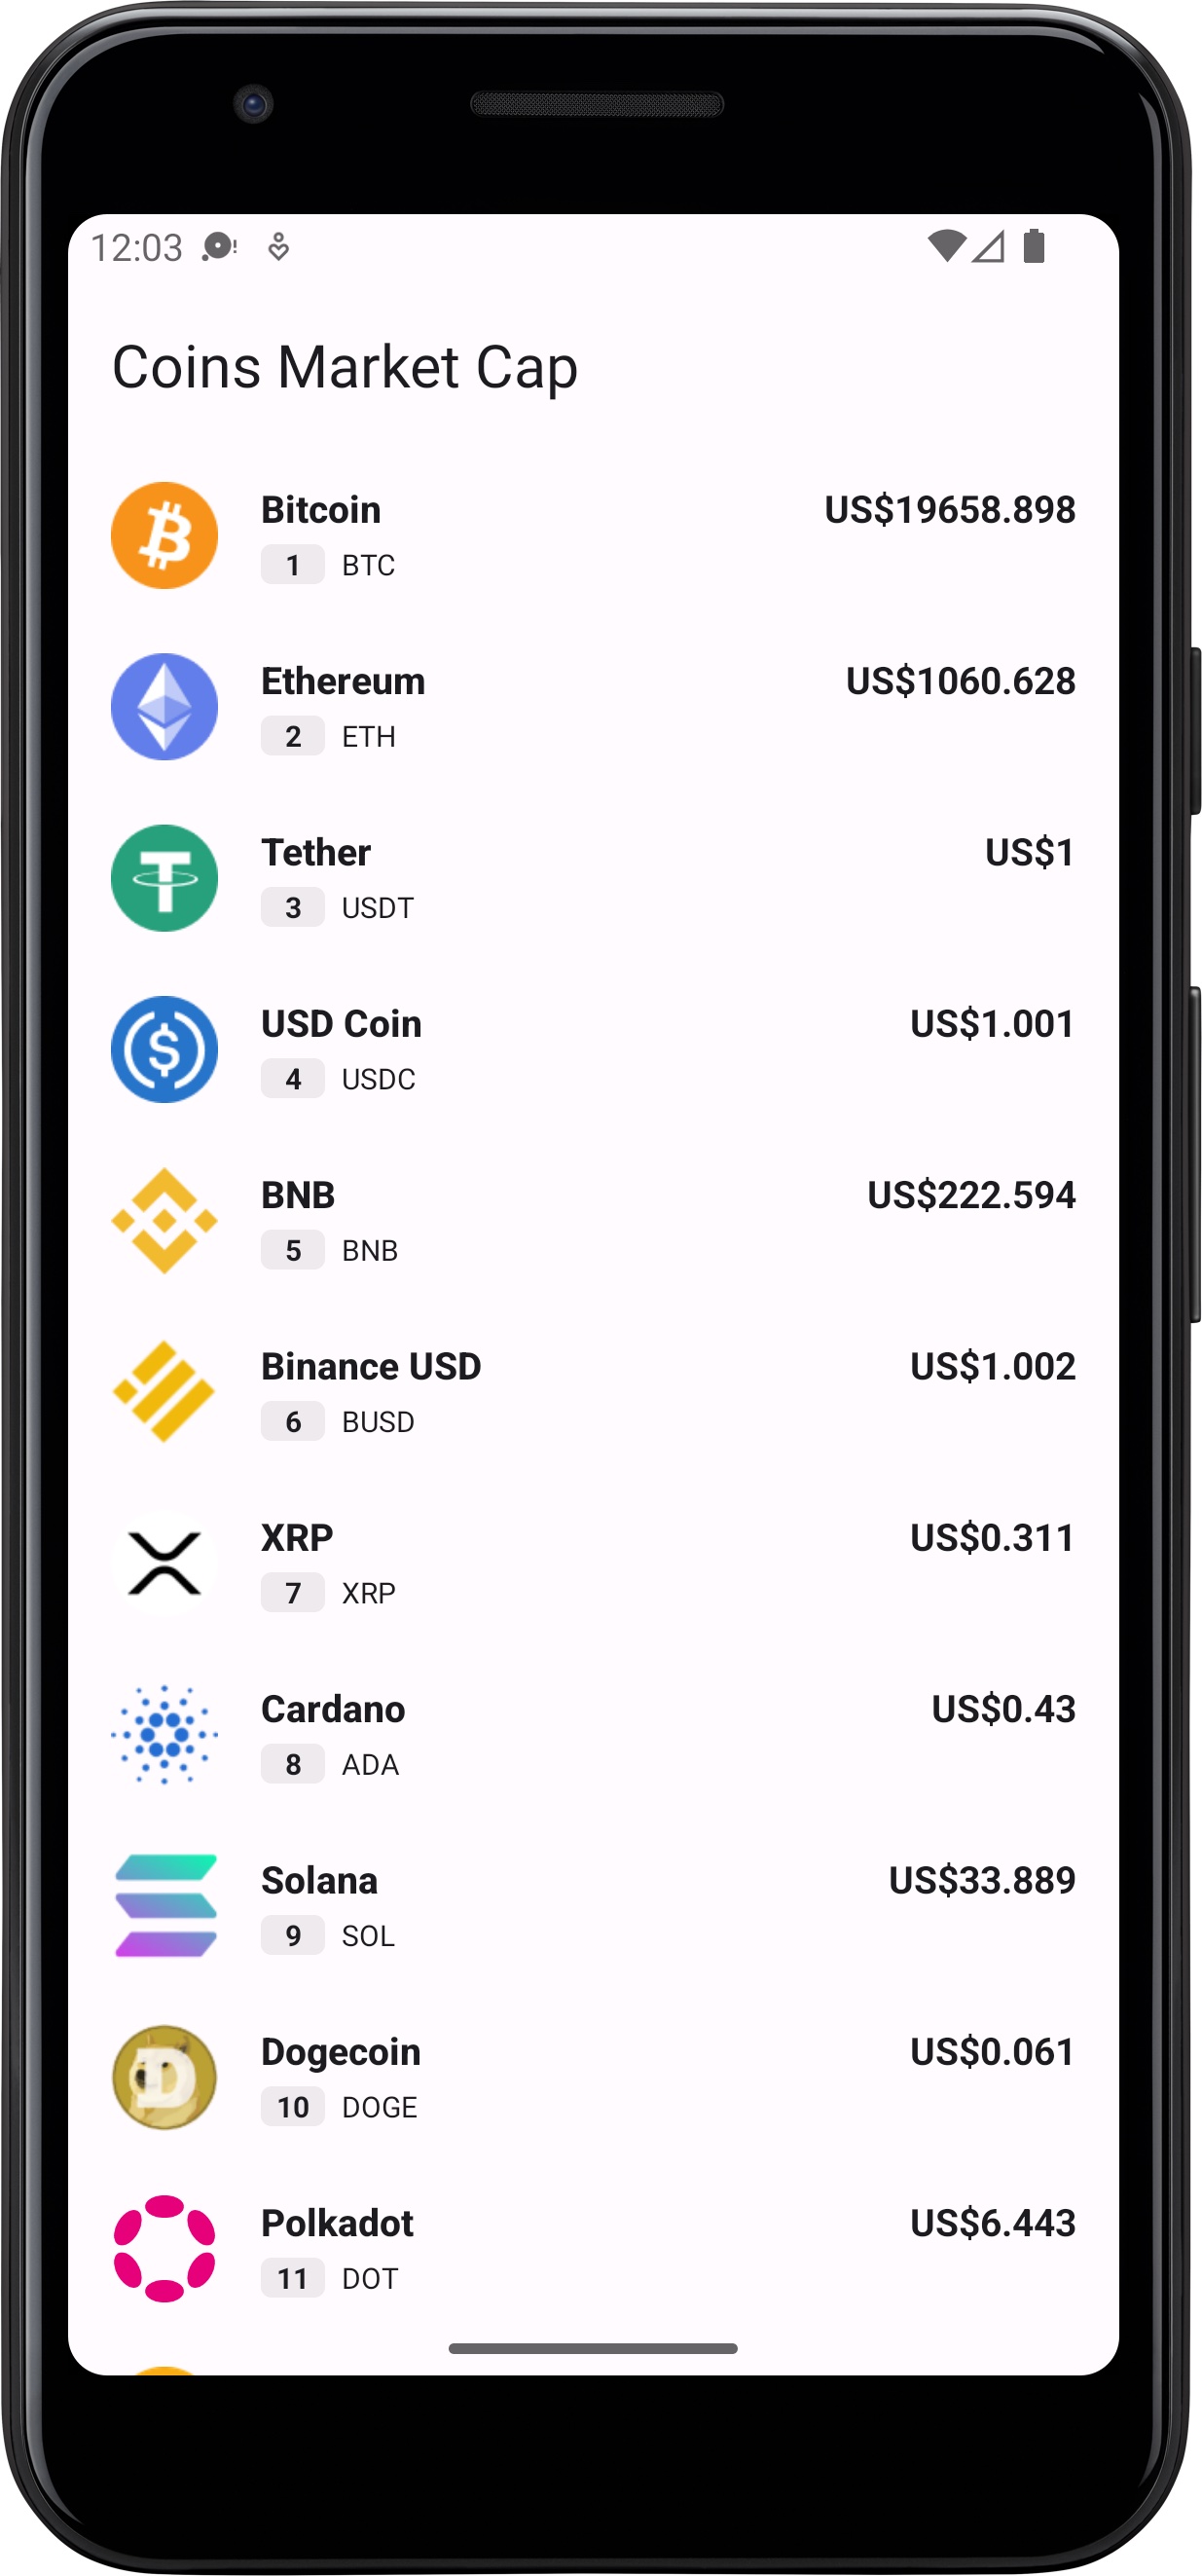 12:03
Coins Market Cap
Bitcoin US$19658.898
1 BTC
Ethereum US$1060.628
2 ETH
Tether US$1
3 USDT
USD Coin US$1.001
4 USDC
BNB US$222.594
5 BNB
Binance USD US$1.002
6 BUSD
XRP US$0.311
7 XRP
Cardano US$0.43
8 ADA
Solana US$33.889
9 SOL
Dogecoin US$0.061
10 DOGE
Polkadot US$6.443
11 DOT